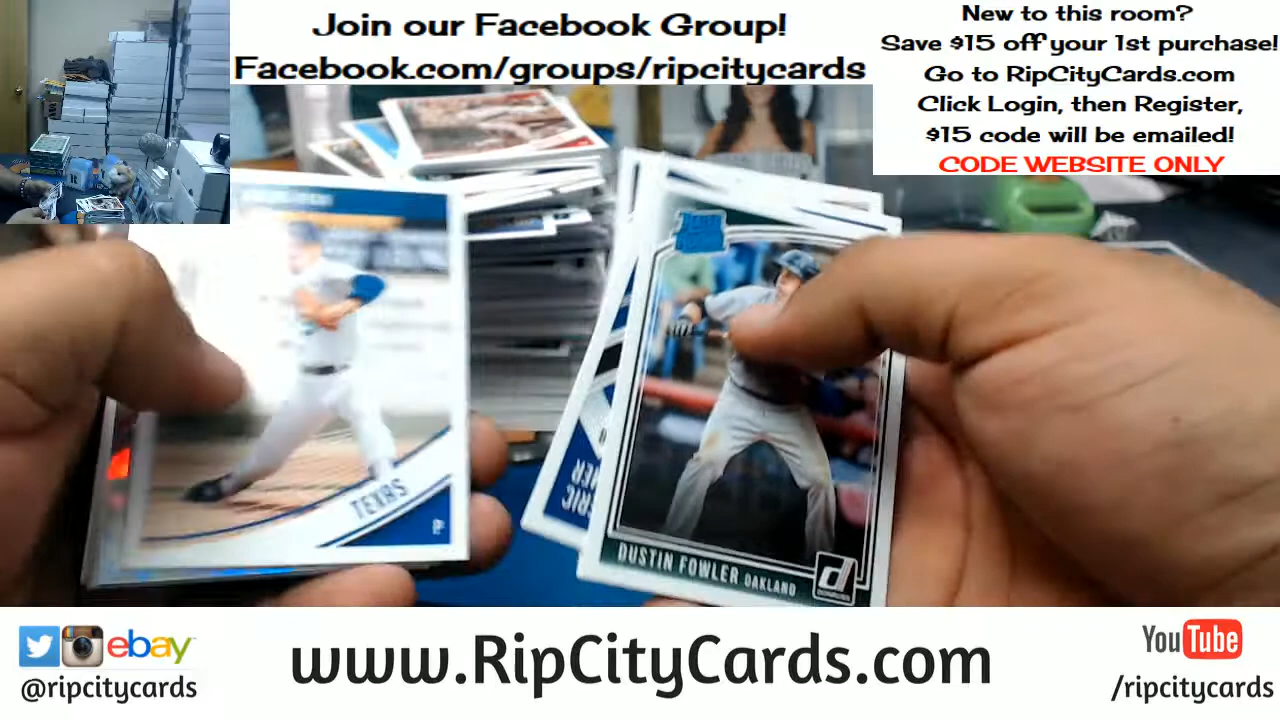 Join our Facebook Group!
Facebook.com/groups/ripcitycards
New to this room?
Save $15 off your 1st purchase!
Go to RipCityCards.com
Click Login, then Register,
$15 code will be emailed!
CODE WEBSITE ONLY
TEXAS
ERIC
DUSTIN FOWLER OAKLAND
d
DONRUSS
ebay
@ripcitycards
www.RipCityCards.com
YouTube
/ripcitycards